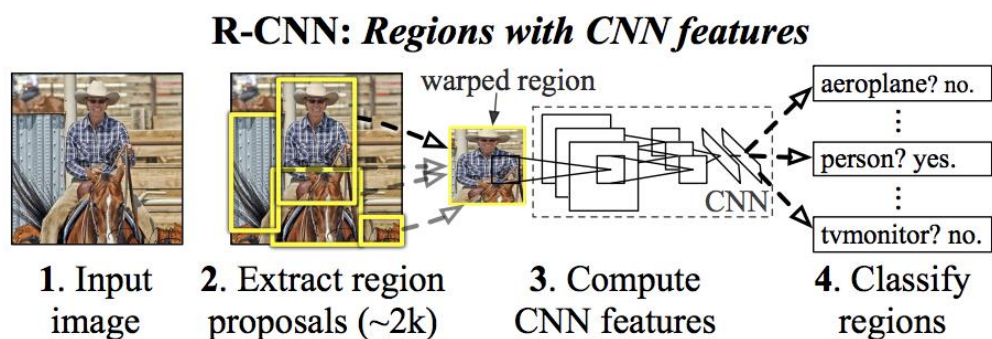 R-CNN: Regions with CNN features
warped region
aeroplane? no.
⋮
person? yes.
⋮
tvmonitor? no.
CNN
1. Input image
2. Extract region proposals (~2k)
3. Compute CNN features
4. Classify regions